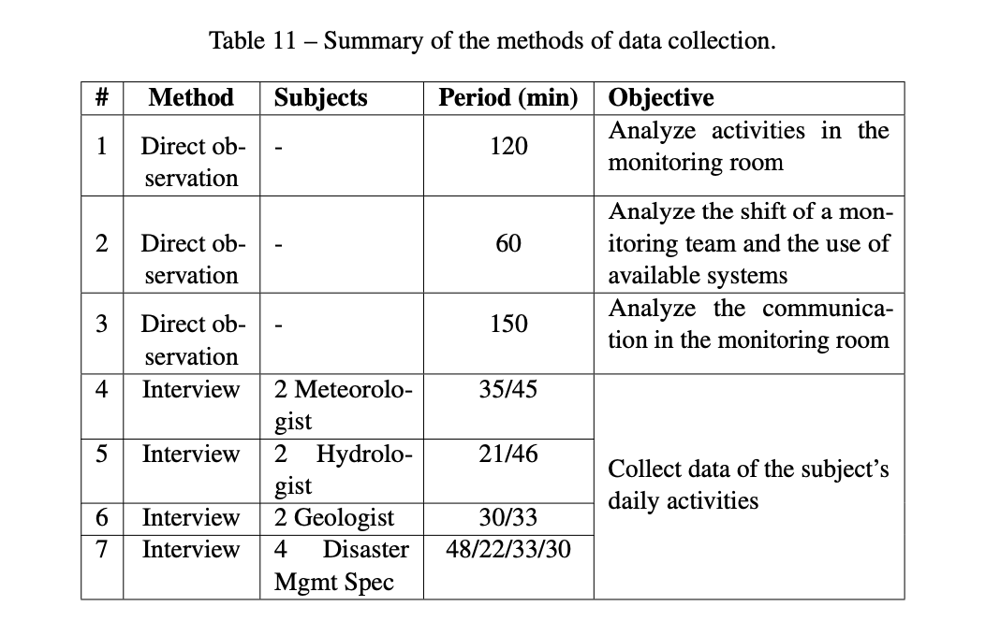 Table 11 – Summary of the methods of data collection.
# Method Subjects Period (min) Objective
1 Direct ob-
servation - 120 Analyze activities in the
monitoring room
2 Direct ob-
servation - 60 Analyze the shift of a mon-
itoring team and the use of
available systems
3 Direct ob-
servation - 150 Analyze the communica-
tion in the monitoring room
4 Interview 2 Meteorolo-
gist 35/45
5 Interview 2 Hydrolo-
gist 21/46
6 Interview 2 Geologist 30/33
7 Interview 4 Disaster
Mgmt Spec 48/22/33/30
Collect data of the subject’s
daily activities